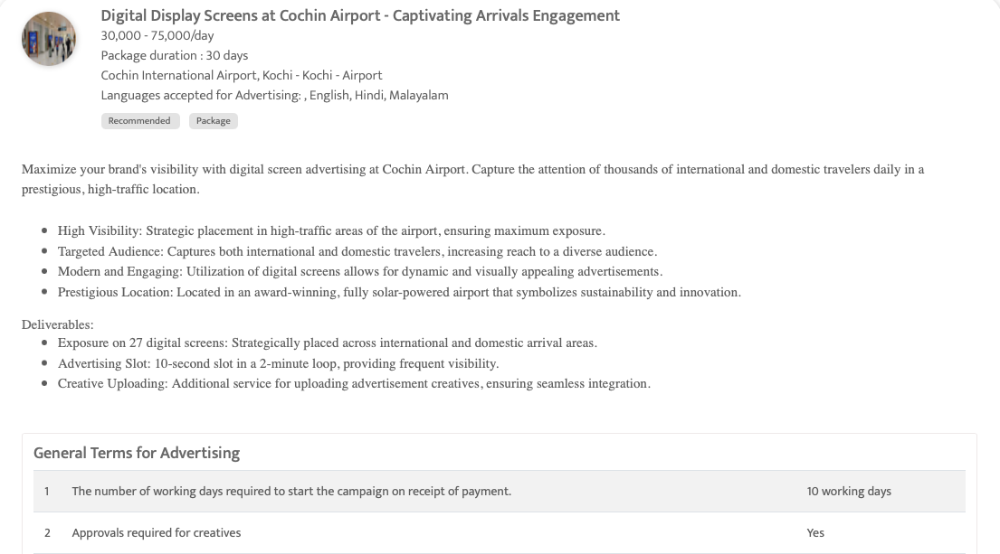 Digital Display Screens at Cochin Airport - Captivating Arrivals Engagement
30,000 - 75,000/day
Package duration : 30 days
Cochin International Airport, Kochi - Kochi - Airport
Languages accepted for Advertising: , English, Hindi, Malayalam
Recommended Package
Maximize your brand's visibility with digital screen advertising at Cochin Airport. Capture the attention of thousands of international and domestic travelers daily in a
prestigious, high-traffic location.
• High Visibility: Strategic placement in high-traffic areas of the airport, ensuring maximum exposure.
• Targeted Audience: Captures both international and domestic travelers, increasing reach to a diverse audience.
• Modern and Engaging: Utilization of digital screens allows for dynamic and visually appealing advertisements.
• Prestigious Location: Located in an award-winning, fully solar-powered airport that symbolizes sustainability and innovation.
Deliverables:
• Exposure on 27 digital screens: Strategically placed across international and domestic arrival areas.
• Advertising Slot: 10-second slot in a 2-minute loop, providing frequent visibility.
• Creative Uploading: Additional service for uploading advertisement creatives, ensuring seamless integration.
General Terms for Advertising
1 The number of working days required to start the campaign on receipt of payment. 10 working days
2 Approvals required for creatives Yes